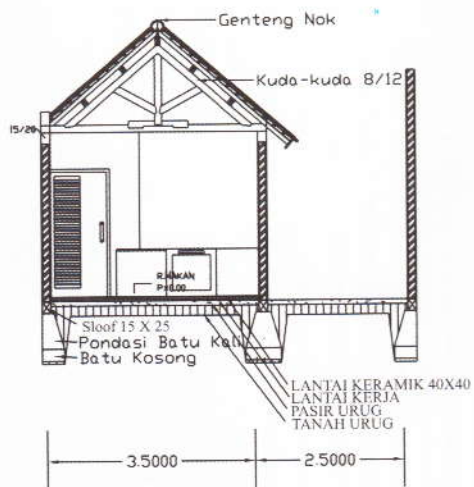 Genteng Nok
Kuda-kuda 8/12
15/20
R.MAKAN
P±0.00
Sloof 15 X 25
Pondasi Batu Kali
Batu Kosong
LANTAI KERAMIK 40X40
LANTAI KERJA
PASIR URUG
TANAH URUG
3.5000
2.5000